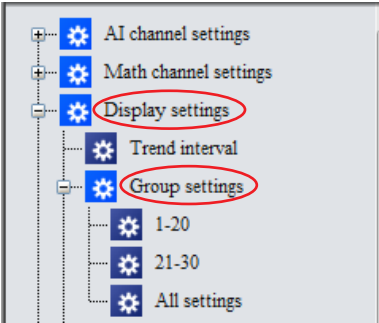 AI channel settings
Math channel settings
Display settings
Trend interval
Group settings
1-20
21-30
All settings